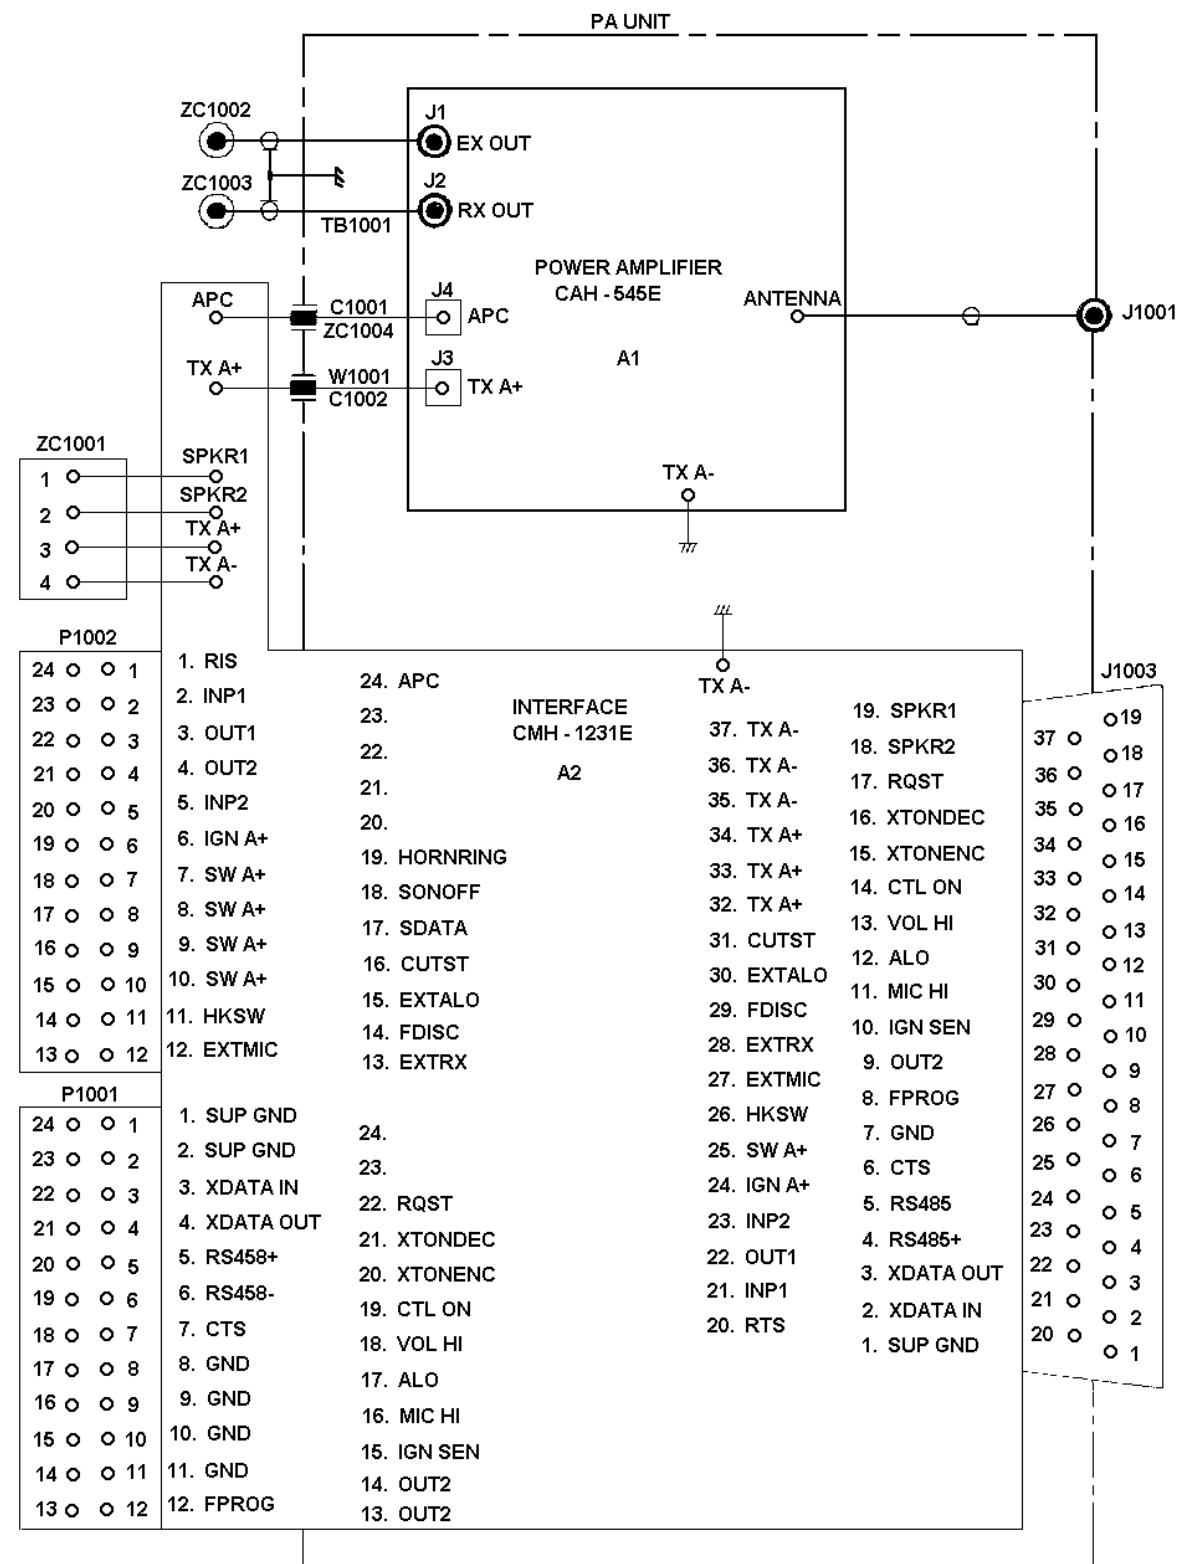 PA UNIT
ZC1002
J1
EX OUT
ZC1003
J2
RX OUT
TB1001
POWER AMPLIFIER
CAH - 545E
A1
ANTENNA
J1001
APC
C1001
ZC1004
J4
APC
TX A+
W1001
C1002
J3
TX A+
TX A-
ZC1001
1
2
3
4
SPKR1
SPKR2
TX A+
TX A-
P1002
24 1
23 2
22 3
21 4
20 5
19 6
18 7
17 8
16 9
15 10
14 11
13 12
1. RIS
2. INP1
3. OUT1
4. OUT2
5. INP2
6. IGN A+
7. SW A+
8. SW A+
9. SW A+
10. SW A+
11. HKSW
12. EXTMIC
24. APC
23.
22.
21.
20.
19. HORNRING
18. SONOFF
17. SDATA
16. CUTST
15. EXTALO
14. FDISC
13. EXTRX
INTERFACE
CMH - 1231E
A2
P1001
24 1
23 2
22 3
21 4
20 5
19 6
18 7
17 8
16 9
15 10
14 11
13 12
1. SUP GND
2. SUP GND
3. XDATA IN
4. XDATA OUT
5. RS458+
6. RS458-
7. CTS
8. GND
9. GND
10. GND
11. GND
12. FPROG
24.
23.
22. RQST
21. XTONDEC
20. XTONENC
19. CTL ON
18. VOL HI
17. ALO
16. MIC HI
15. IGN SEN
14. OUT2
13. OUT2
TX A-
37. TX A-
36. TX A-
35. TX A-
34. TX A+
33. TX A+
32. TX A+
31. CUTST
30. EXTALO
29. FDISC
28. EXTRX
27. EXTMIC
26. HKSW
25. SW A+
24. IGN A+
23. INP2
22. OUT1
21. INP1
20. RTS
19. SPKR1
18. SPKR2
17. RQST
16. XTONDEC
15. XTONENC
14. CTL ON
13. VOL HI
12. ALO
11. MIC HI
10. IGN SEN
9. OUT2
8. FPROG
7. GND
6. CTS
5. RS485
4. RS485+
3. XDATA OUT
2. XDATA IN
1. SUP GND
J1003
37
36
35
34
33
32
31
30
29
28
27
26
25
24
23
22
21
20
19
18
17
16
15
14
13
12
11
10
9
8
7
6
5
4
3
2
1